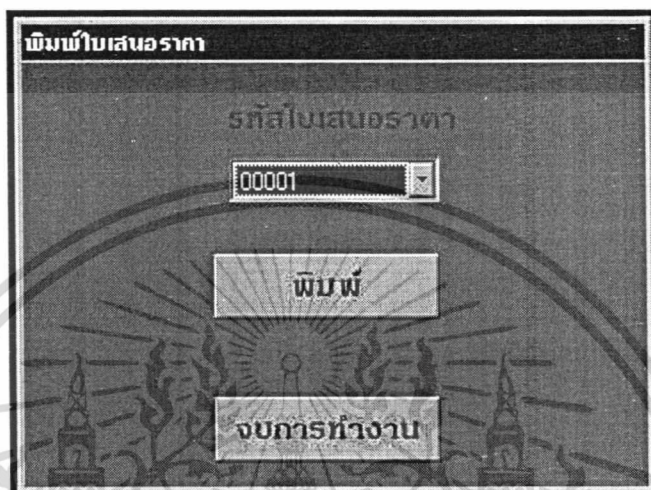 พิมพ์ใบเสนอราคา
รหัสใบเสนอราคา
00001
พิมพ์
จบการทำงาน